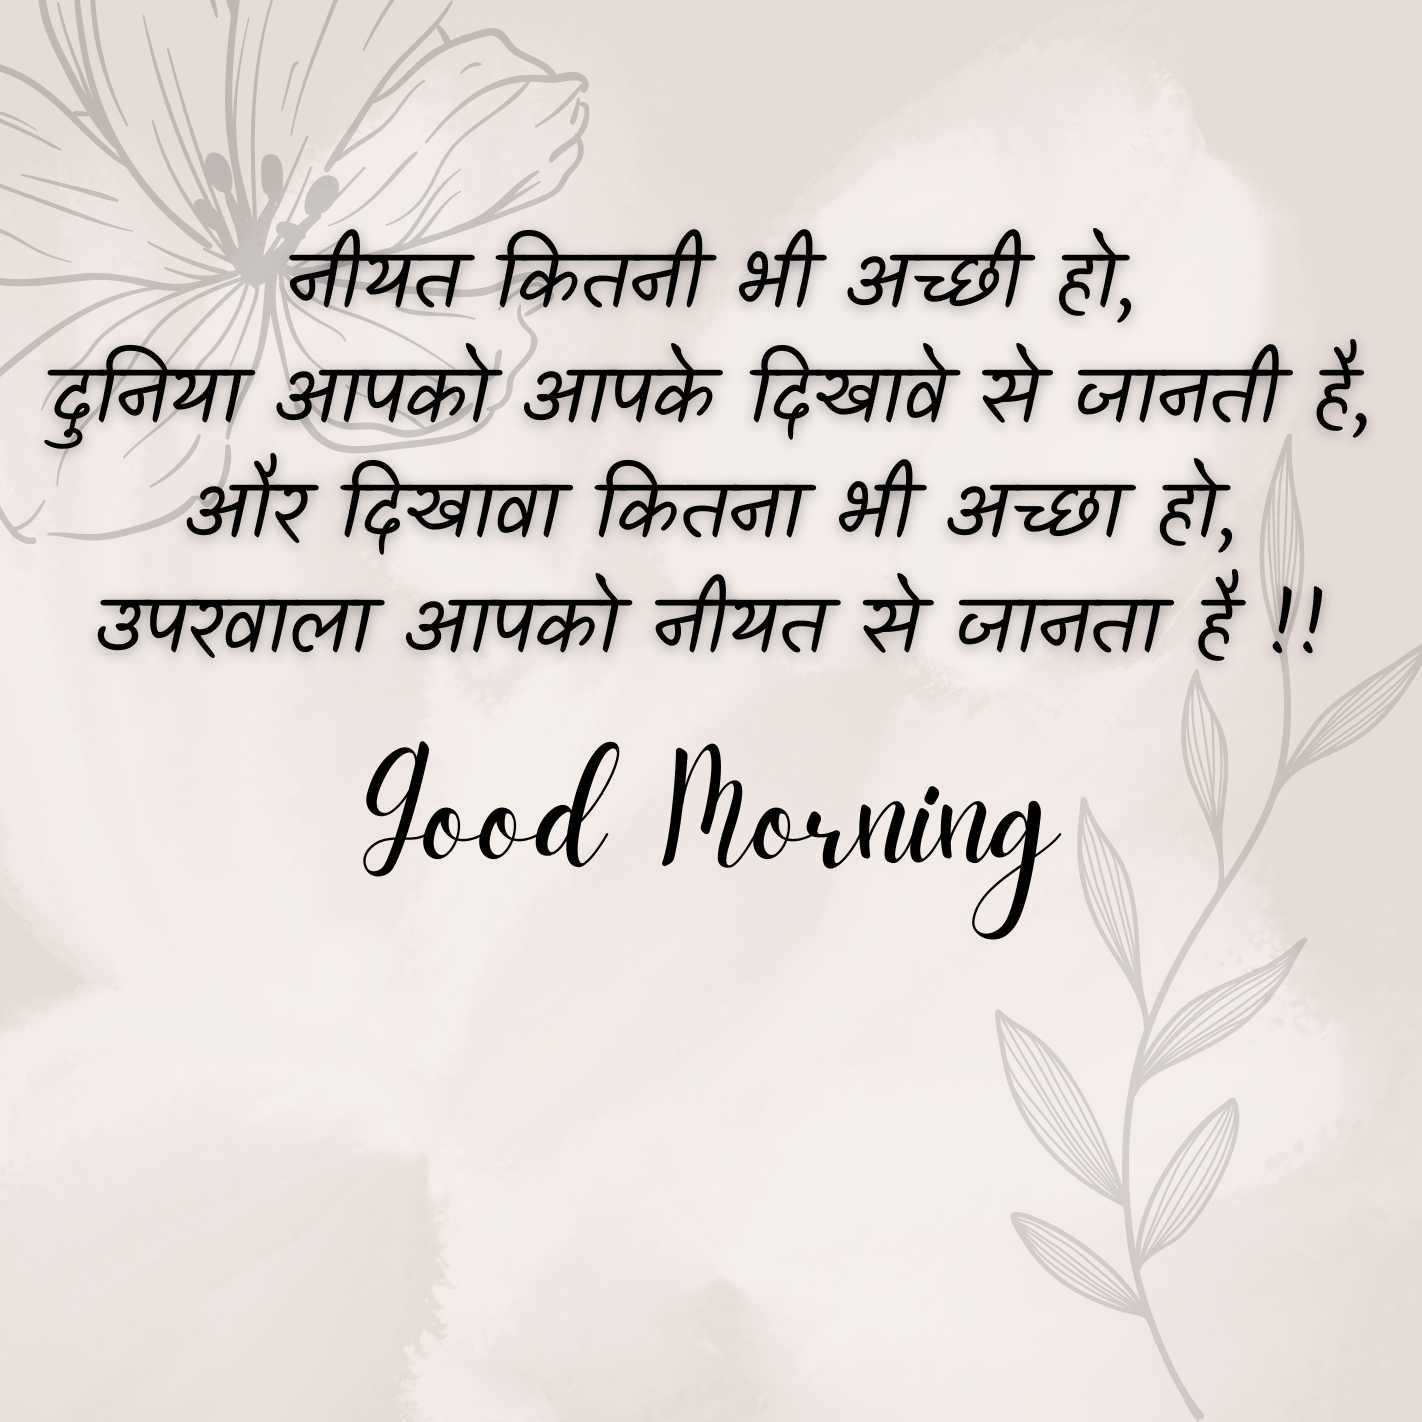 नीयत कितनी भी अच्छी हो,
दुनिया आपको आपके दिखावे से जानती है,
और दिखावा कितना भी अच्छा हो,
उपरवाला आपको नीयत से जानता है !!
Good Morning